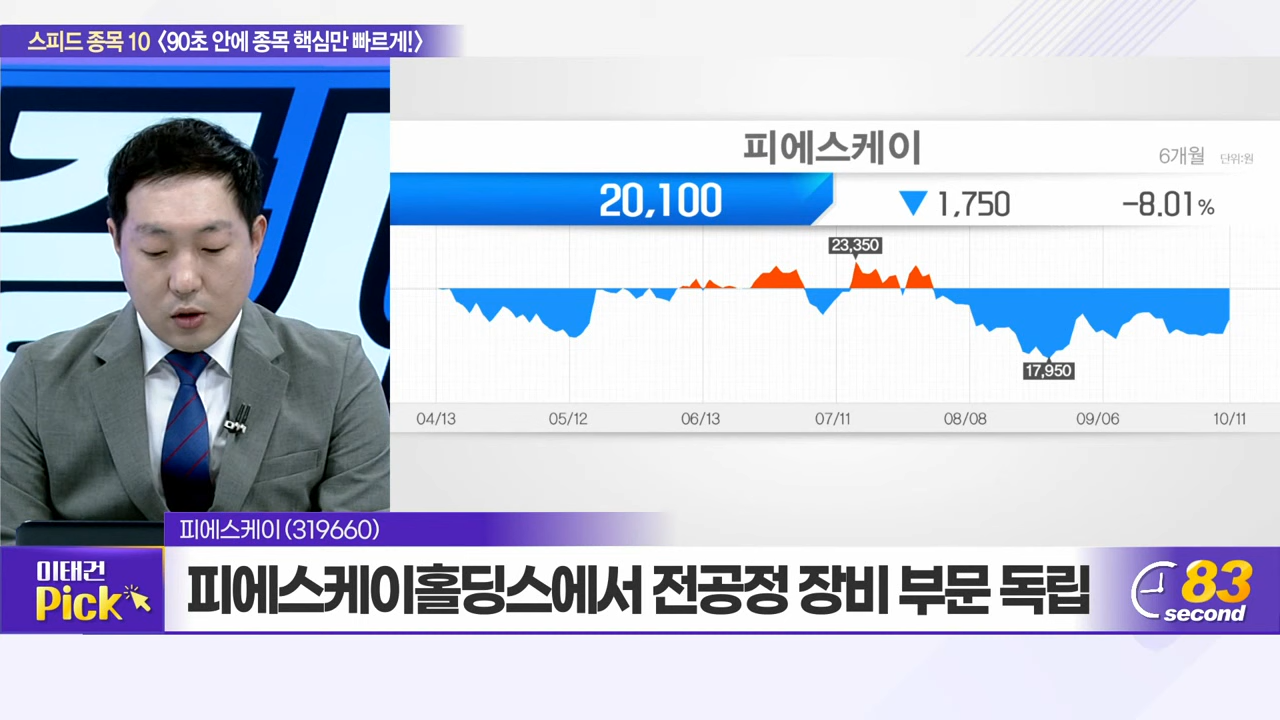 스피드 종목 10 〈90초 안에 종목 핵심만 빠르게!〉
피에스케이
6개월 단위:원
20,100 ▼ 1,750 -8.01%
23,350
17,950
04/13 05/12 06/13 07/11 08/08 09/06 10/11
피에스케이 (319660)
이태건
Pick
피에스케이홀딩스에서 전공정 장비 부문 독립
83
second